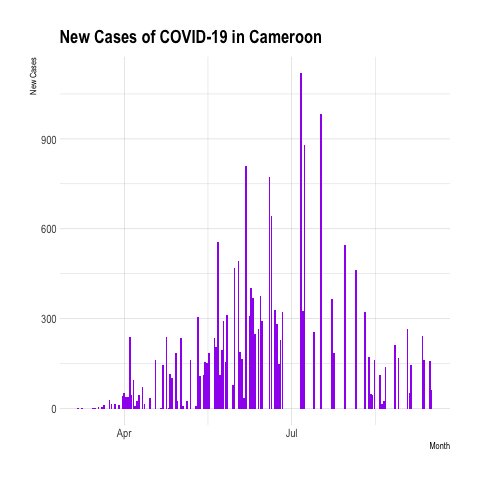 New Cases of COVID-19 in Cameroon
New Cases
900
600
300
0
Apr
Jul
Month